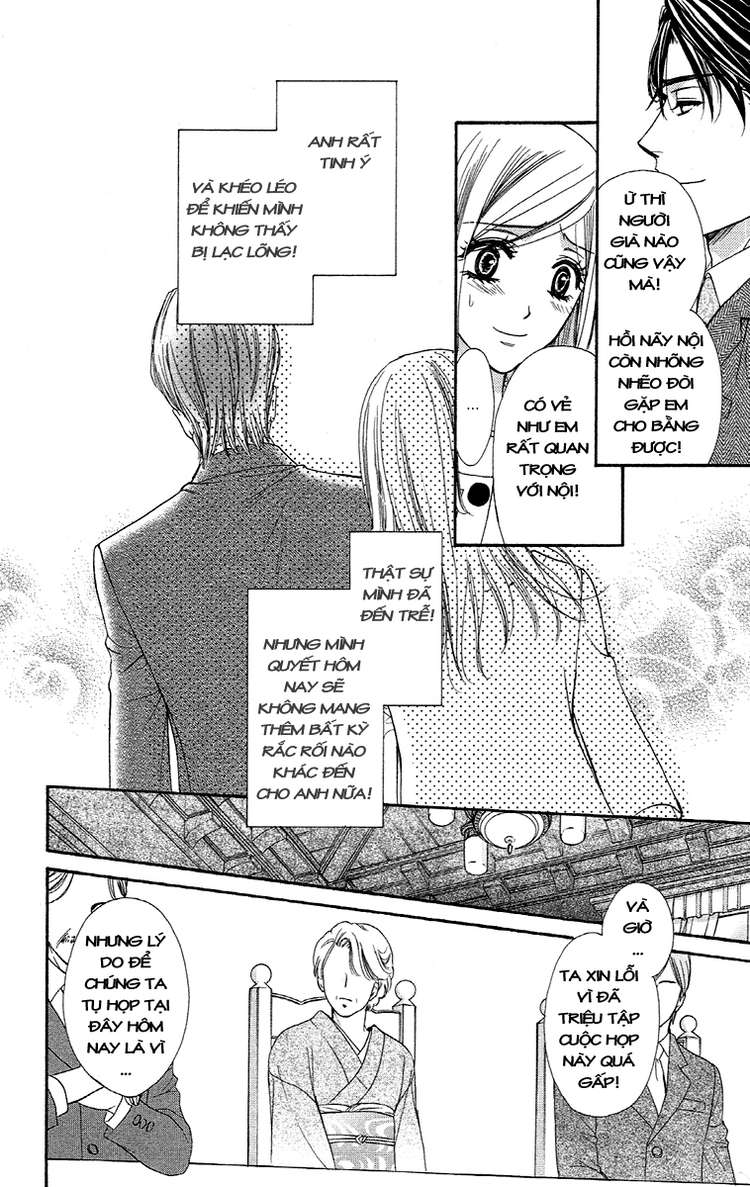 Ừ THÌ
NGƯỜI
GIÀ NÀO
CŨNG VẬY
MÀ!
HỒI NÃY NỘI
CÒN NHÕNG
NHẼO ĐÒI
GẶP EM
CHO BẰNG
ĐƯỢC!
CÓ VẺ
NHƯ EM
RẤT QUAN
TRỌNG
VỚI NỘI!
...
ANH RẤT
TINH Ý
VÀ KHÉO LÉO
ĐỂ KHIẾN MÌNH
KHÔNG THẤY
BỊ LẠC LÕNG!
THẬT SỰ
MÌNH ĐÃ
ĐẾN TRỄ!
NHƯNG MÌNH
QUYẾT HÔM
NAY SẼ
KHÔNG MANG
THÊM BẤT KỲ
RẮC RỐI NÀO
KHÁC ĐẾN
CHO ANH NỮA!
VÀ
GIỜ
...
TA XIN LỖI
VÌ ĐÃ
TRIỆU TẬP
CUỘC HỌP
NÀY QUÁ
GẤP!
NHƯNG LÝ
DO ĐỂ
CHÚNG TA
TỤ HỌP TẠI
ĐÂY HÔM
NAY LÀ VÌ
...